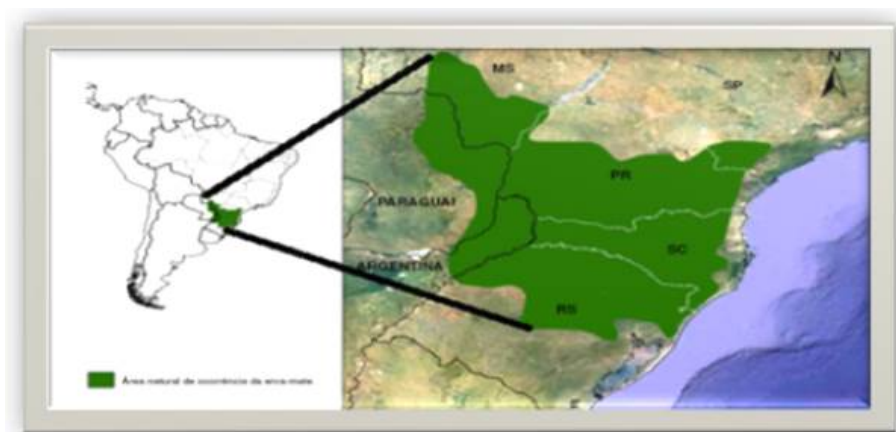 N
MS
SP
PR
PARAGUAI
SC
ARGENTINA
RS
Área natural de ocorrência da erva-mate